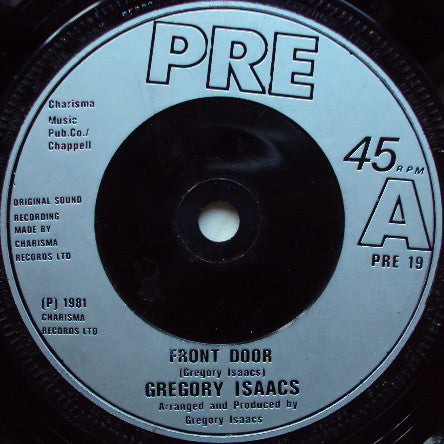 PRE
Charisma
Music
Pub.Co./
Chappell
45 RPM
A
PRE 19
ORIGINAL SOUND
RECORDING
MADE BY
CHARISMA
RECORDS LTD
(P) 1981
CHARISMA
RECORDS LTD
FRONT DOOR
(Gregory Isaacs)
GREGORY ISAACS
Arranged and Produced by
Gregory Isaacs